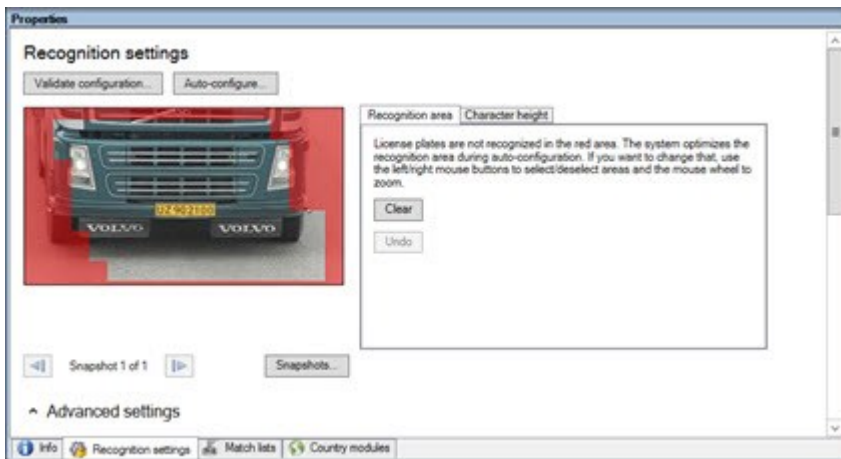 Properties
Recognition settings
Validate configuration...
Auto-configure...
Recognition area
Character height
License plates are not recognized in the red area. The system optimizes the
recognition area during auto-configuration. If you want to change that, use
the left/right mouse buttons to select/deselect areas and the mouse wheel to
zoom.
Clear
Undo
UZ 902100
VOLVO
VOLVO
Snapshot 1 of 1
Snapshots...
Advanced settings
Info
Recognition settings
Match lists
Country modules